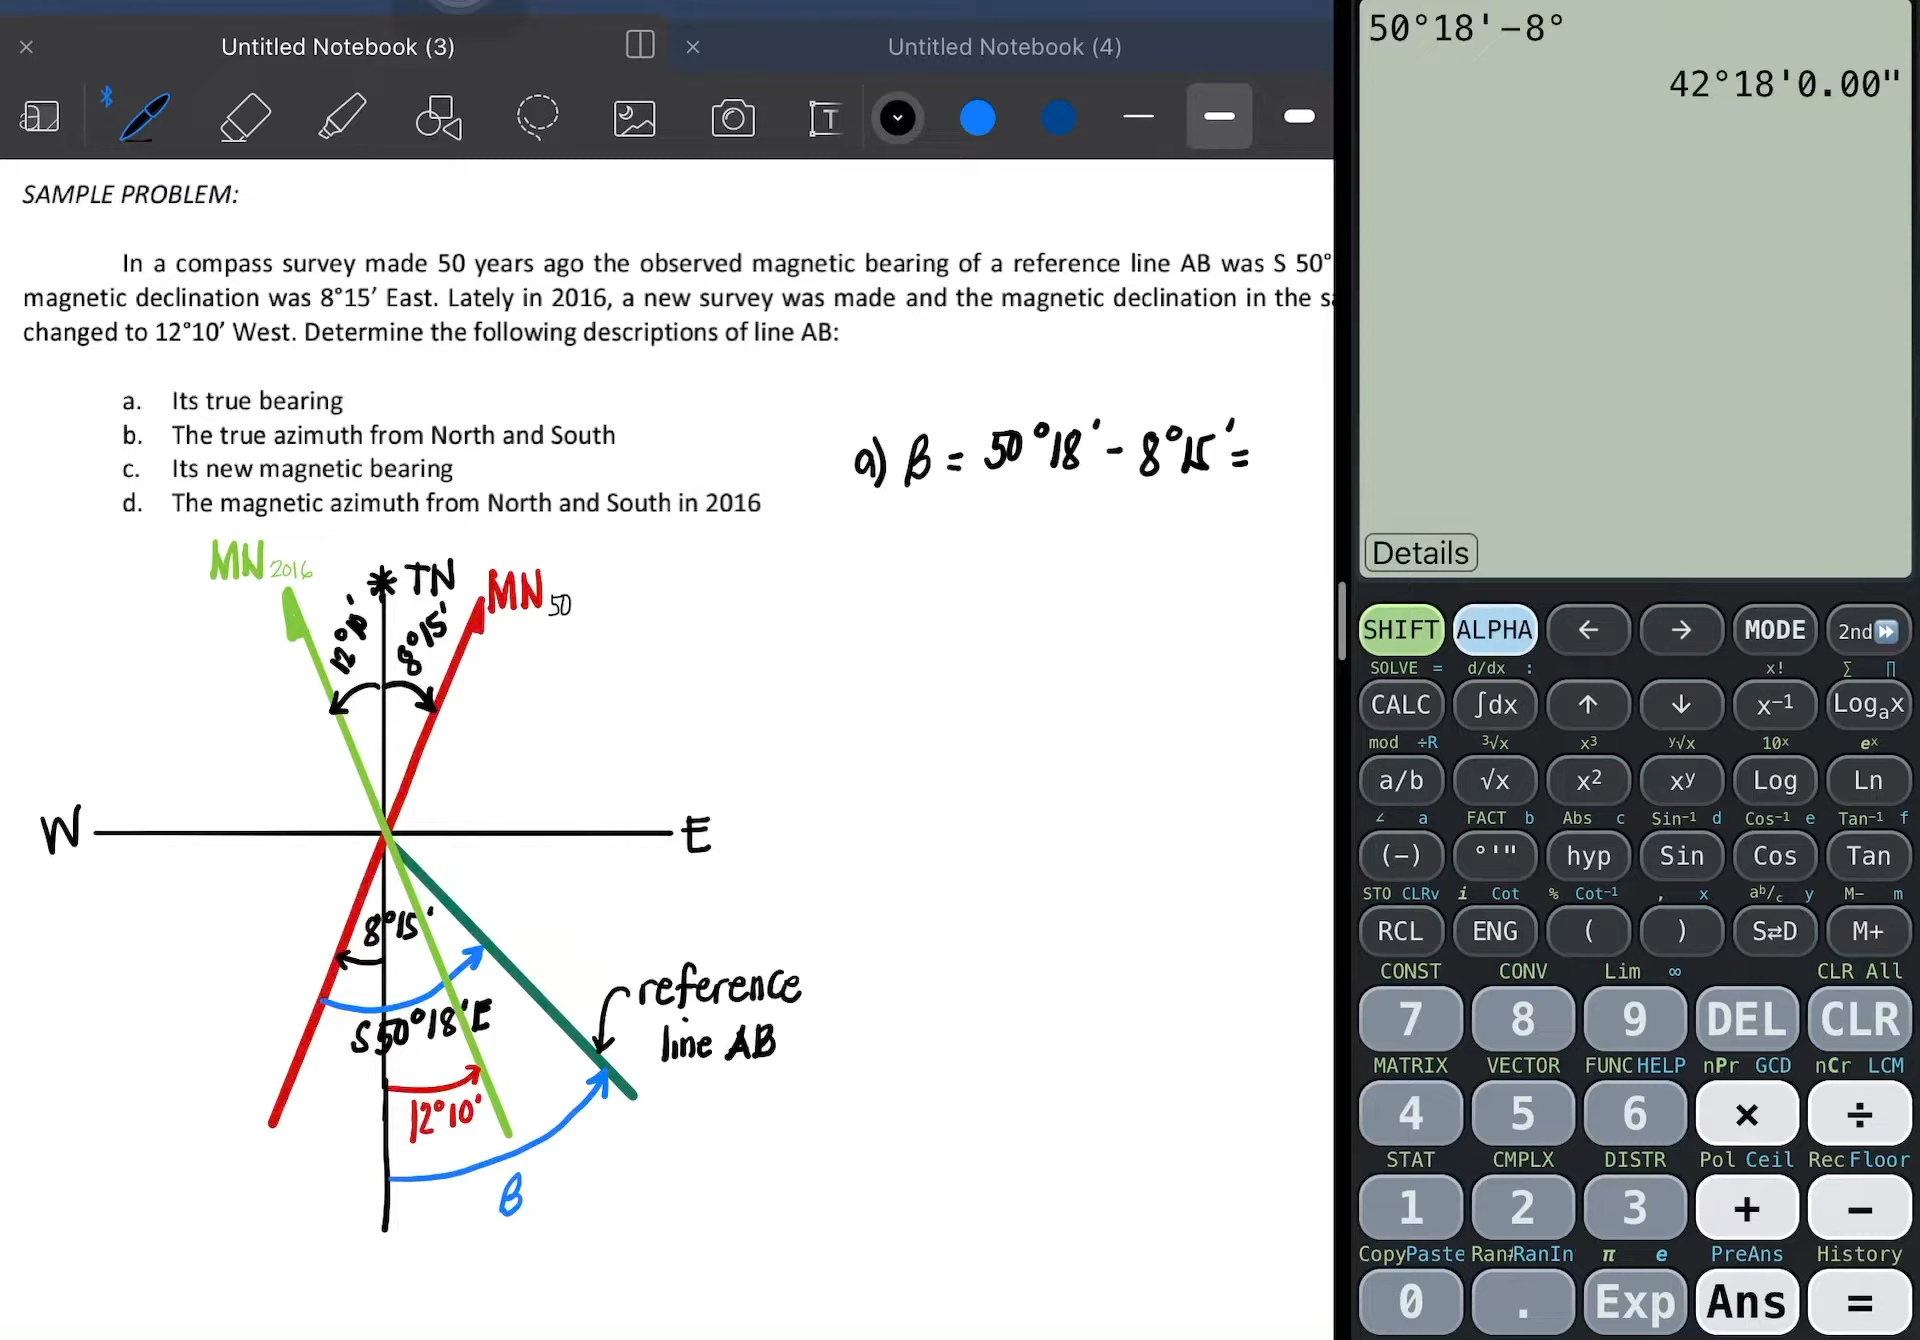 Untitled Notebook (3)
Untitled Notebook (4)
SAMPLE PROBLEM:
In a compass survey made 50 years ago the observed magnetic bearing of a reference line AB was S 50°
magnetic declination was 8°15′ East. Lately in 2016, a new survey was made and the magnetic declination in the s
changed to 12°10′ West. Determine the following descriptions of line AB:
a. Its true bearing
b. The true azimuth from North and South
c. Its new magnetic bearing
d. The magnetic azimuth from North and South in 2016
a) β = 50°18' - 8°15' =
MN 2016
TN
MN 50
12°10'
8°15'
W
E
8°15'
S50°18'E
reference
line AB
12°10'
β
50°18'-8°
42°18'0.00"
Details
SHIFT ALPHA ← → MODE 2nd
SOLVE = d/dx : x! ∑ ∏
CALC ∫dx ↑ ↓ x⁻¹ Logₐx
mod ÷R ³√x x³ ʸ√x 10ˣ eˣ
a/b √x x² xʸ Log Ln
∠ a FACT b Abs c Sin⁻¹ d Cos⁻¹ e Tan⁻¹ f
(−) °'" hyp Sin Cos Tan
STO CLRv i Cot % Cot⁻¹ , x aᵇ/c y M− m
RCL ENG ( ) S⇄D M+
CONST CONV Lim ∞ CLR All
7 8 9 DEL CLR
MATRIX VECTOR FUNC HELP nPr GCD nCr LCM
4 5 6 × ÷
STAT CMPLX DISTR Pol Ceil Rec Floor
1 2 3 + −
Copy Paste Ran# RanIn π e PreAns History
0 . Exp Ans =